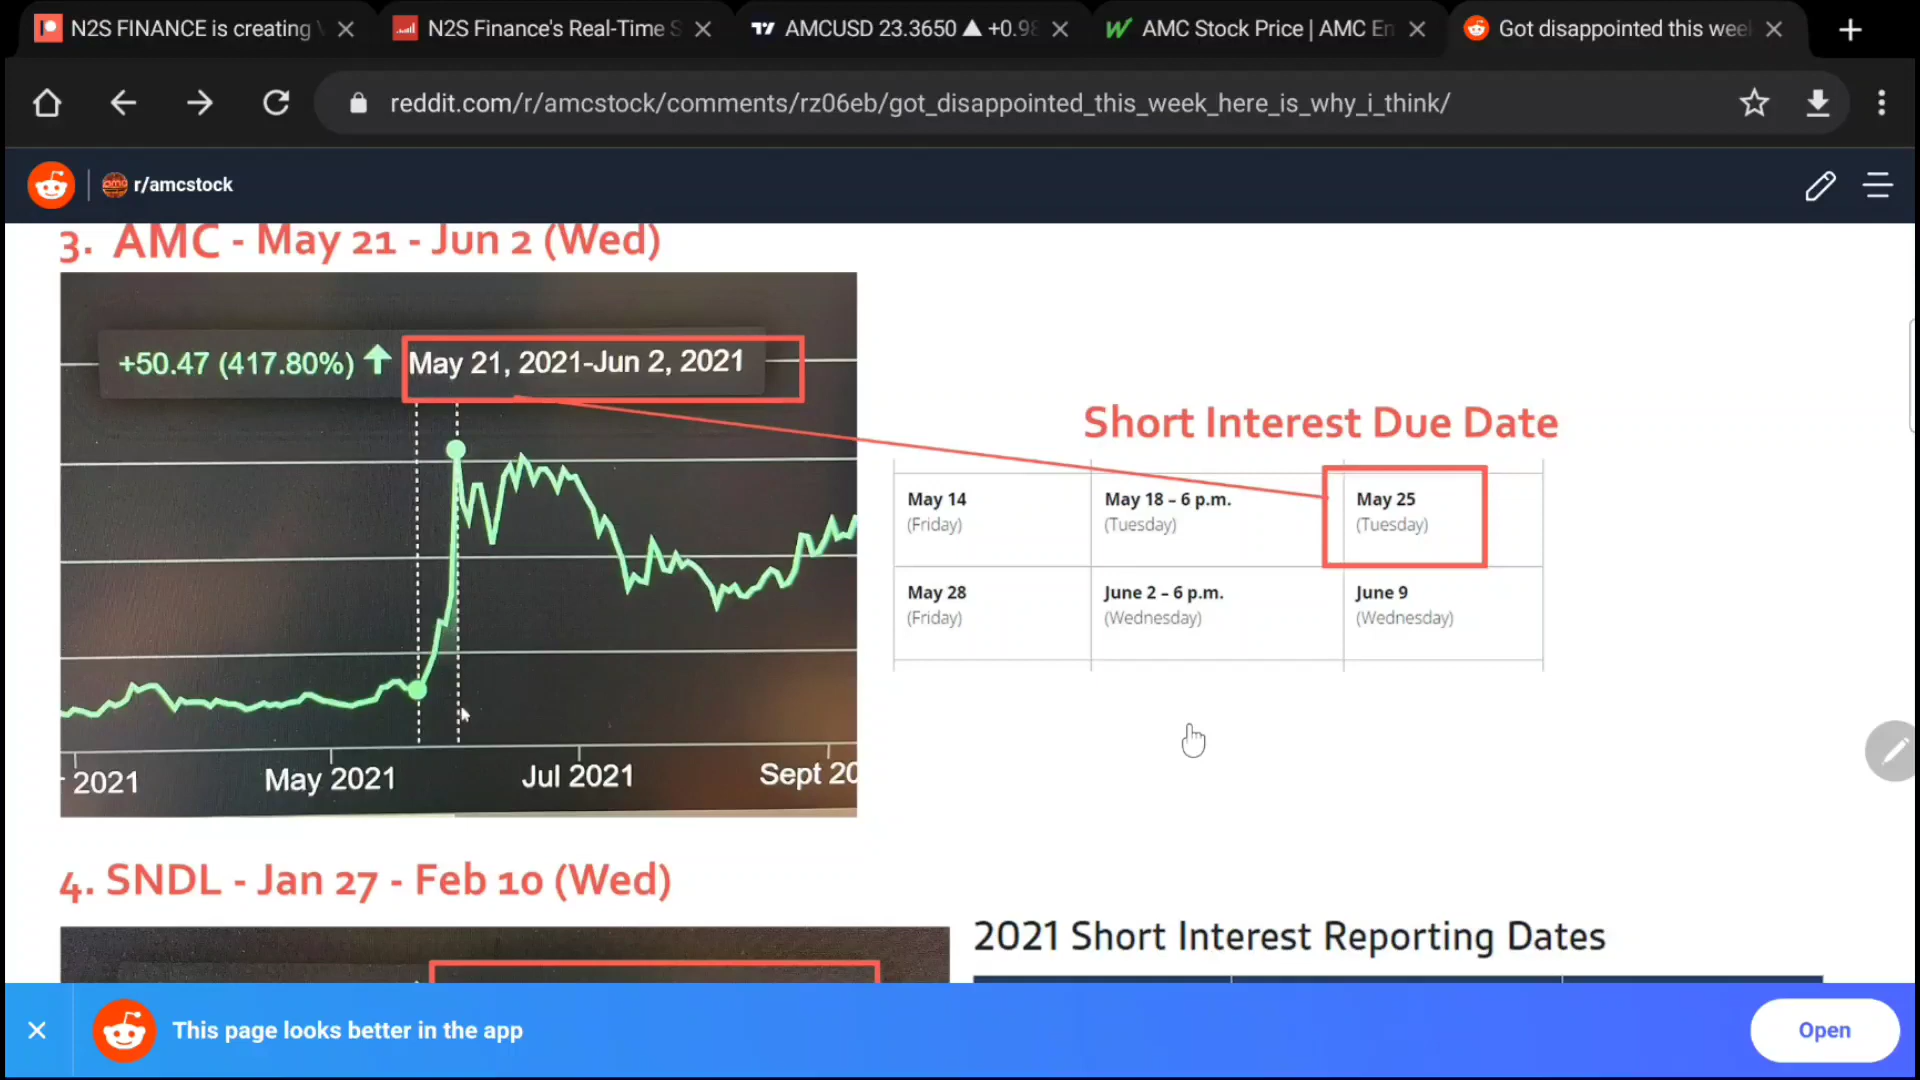 N2S FINANCE is creating
N2S Finance's Real-Time S
AMCUSD 23.3650 ▲ +0.98
AMC Stock Price | AMC En
Got disappointed this wee
reddit.com/r/amcstock/comments/rz06eb/got_disappointed_this_week_here_is_why_i_think/
r/amcstock
3. AMC - May 21 - Jun 2 (Wed)
+50.47 (417.80%) ↑ May 21, 2021-Jun 2, 2021
Short Interest Due Date
May 14
(Friday)
May 18 – 6 p.m.
(Tuesday)
May 25
(Tuesday)
May 28
(Friday)
June 2 – 6 p.m.
(Wednesday)
June 9
(Wednesday)
2021
May 2021
Jul 2021
Sept 20
4. SNDL - Jan 27 - Feb 10 (Wed)
2021 Short Interest Reporting Dates
This page looks better in the app
Open